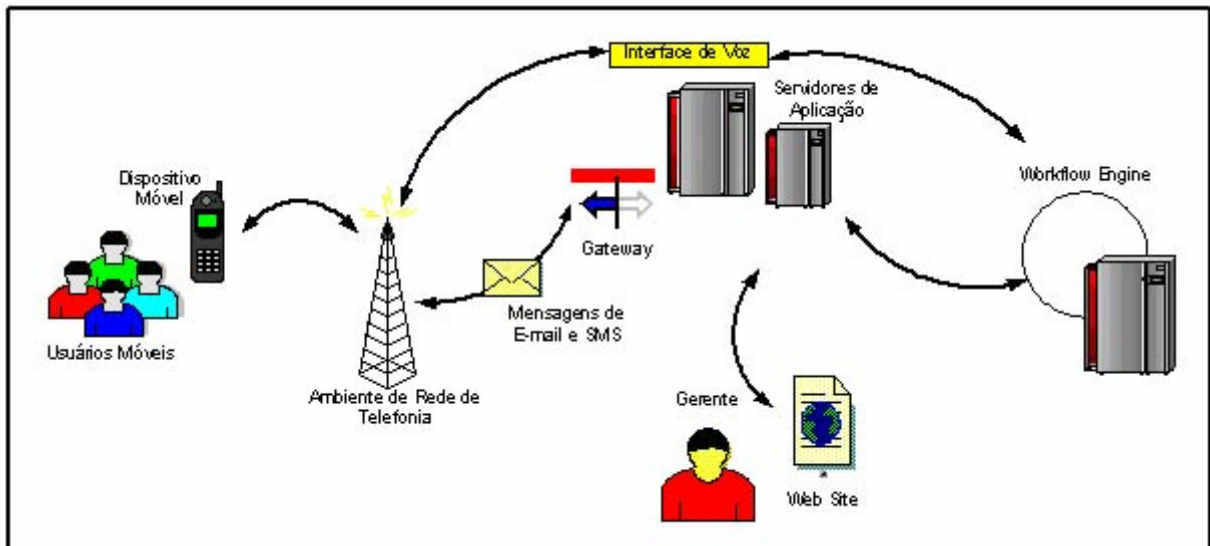 Interface de Voz
Servidores de
Aplicação
Workflow Engine
Dispositivo
Móvel
Gateway
Mensagens de
E-mail e SMS
Usuários Móveis
Ambiente de Rede de
Telefonia
Gerente
Web Site